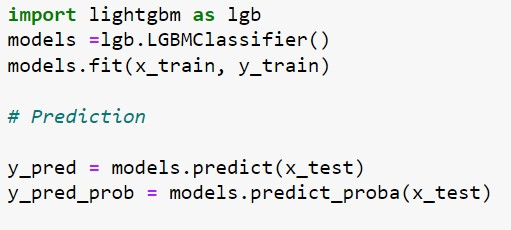 import lightgbm as lgb
models =lgb.LGBMClassifier()
models.fit(x_train, y_train)
# Prediction
y_pred = models.predict(x_test)
y_pred_prob = models.predict_proba(x_test)